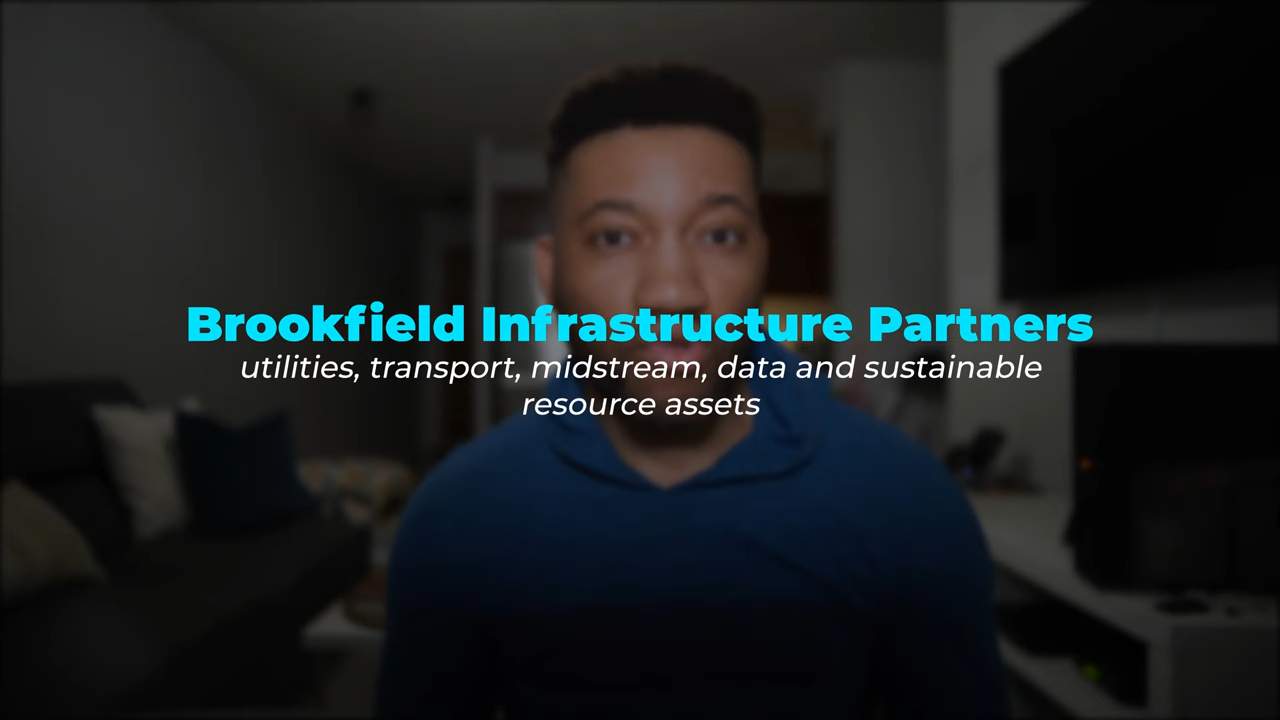 Brookfield Infrastructure Partners
utilities, transport, midstream, data and sustainable
resource assets